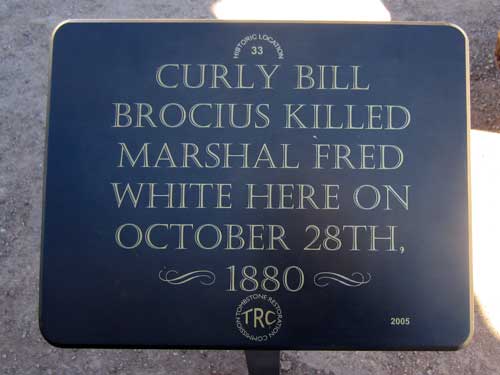 HISTORIC LOCATION
33
CURLY BILL
BROCIUS KILLED
MARSHAL FRED
WHITE HERE ON
OCTOBER 28TH,
1880
TOMBSTONE RESTORATION COMMISSION
TRC
2005